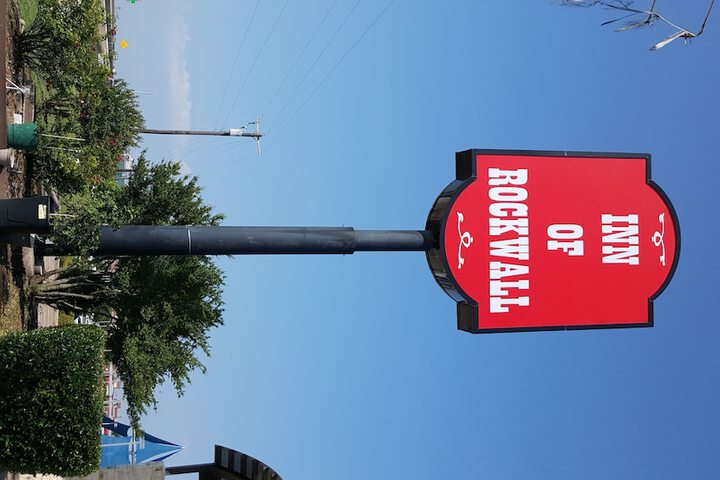 INN
OF
ROCKWALL